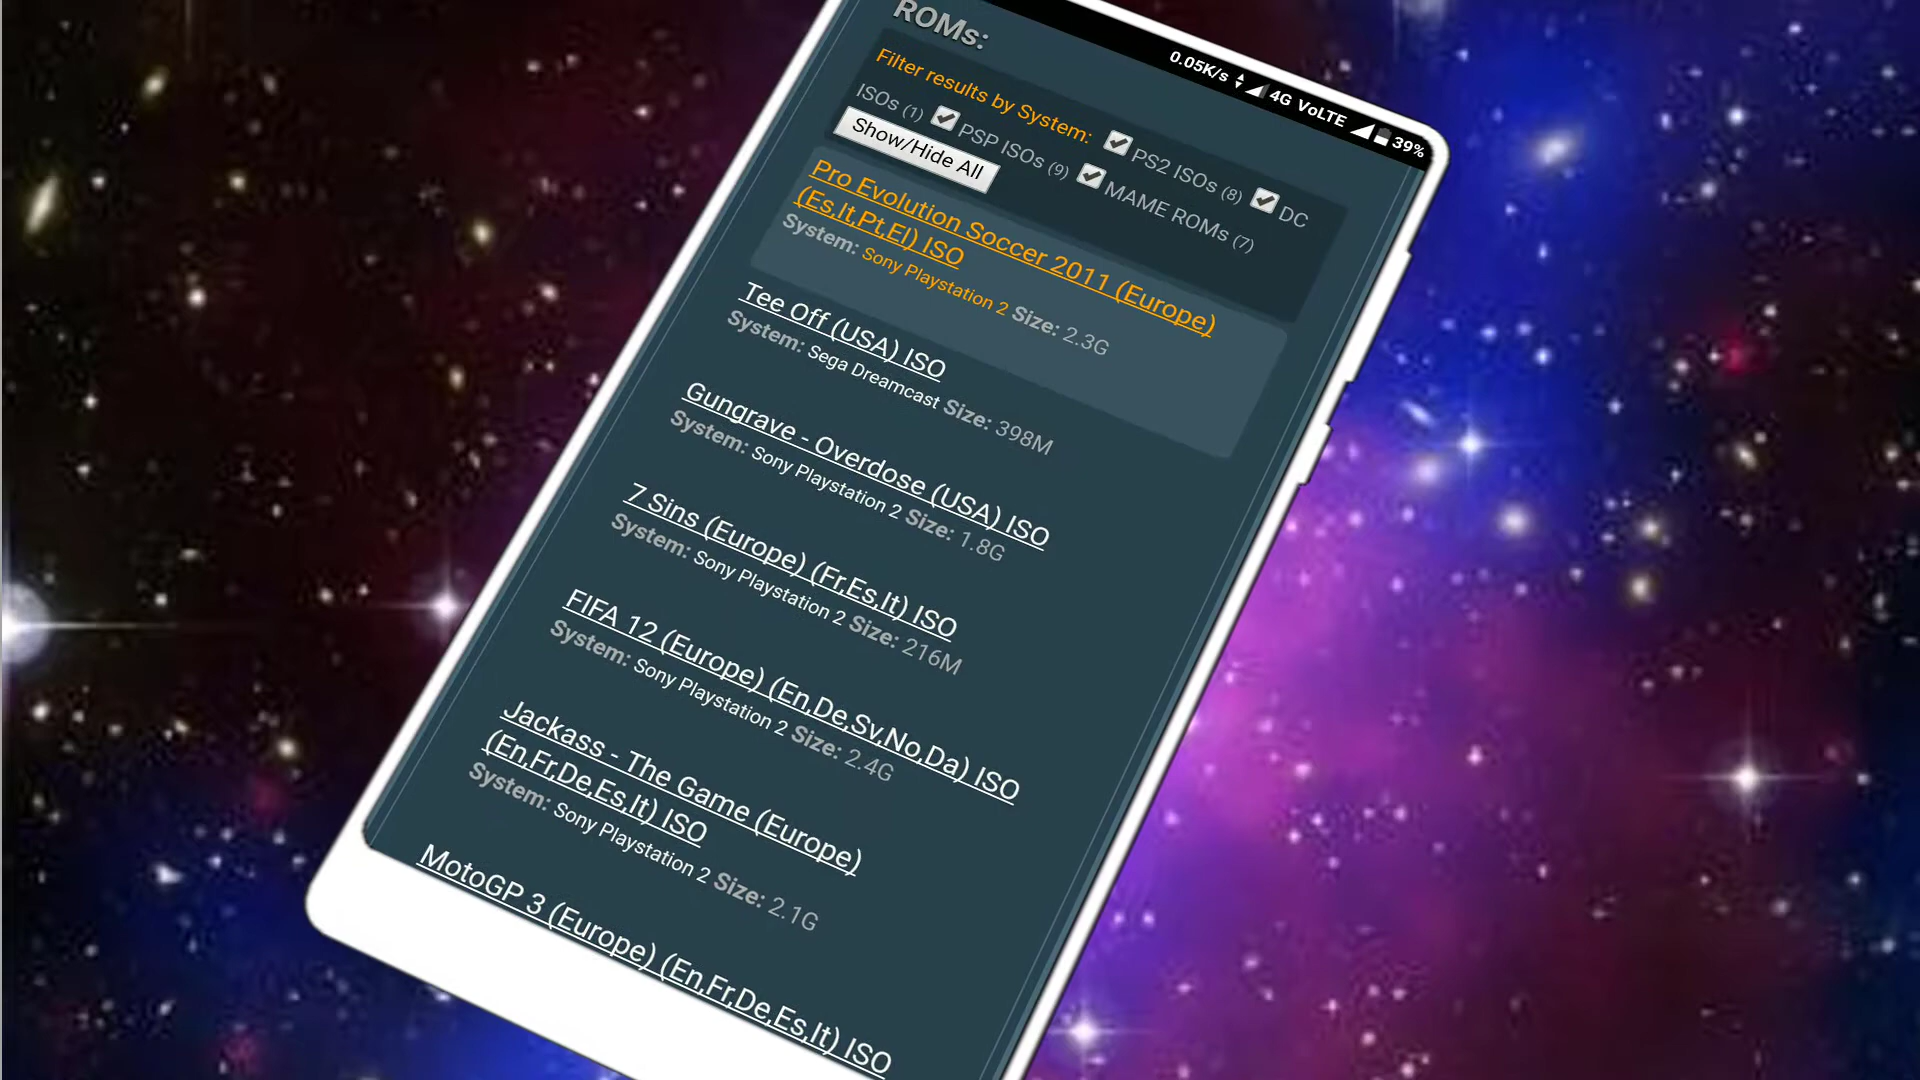 0.05K/s 4G VoLTE 39%
ROMs:
Filter results by System: PS2 ISOs (8) DC
ISOs (1) PSP ISOs (9) MAME ROMs (7)
Show/Hide All
Pro Evolution Soccer 2011 (Europe)
(Es,It,Pt,El) ISO
System: Sony Playstation 2 Size: 2.3G
Tee Off (USA) ISO
System: Sega Dreamcast Size: 398M
Gungrave - Overdose (USA) ISO
System: Sony Playstation 2 Size: 1.8G
7 Sins (Europe) (Fr,Es,It) ISO
System: Sony Playstation 2 Size: 216M
FIFA 12 (Europe) (En,De,Sv,No,Da) ISO
System: Sony Playstation 2 Size: 2.4G
Jackass - The Game (Europe)
(En,Fr,De,Es,It) ISO
System: Sony Playstation 2 Size: 2.1G
MotoGP 3 (Europe) (En,Fr,De,Es,It) ISO